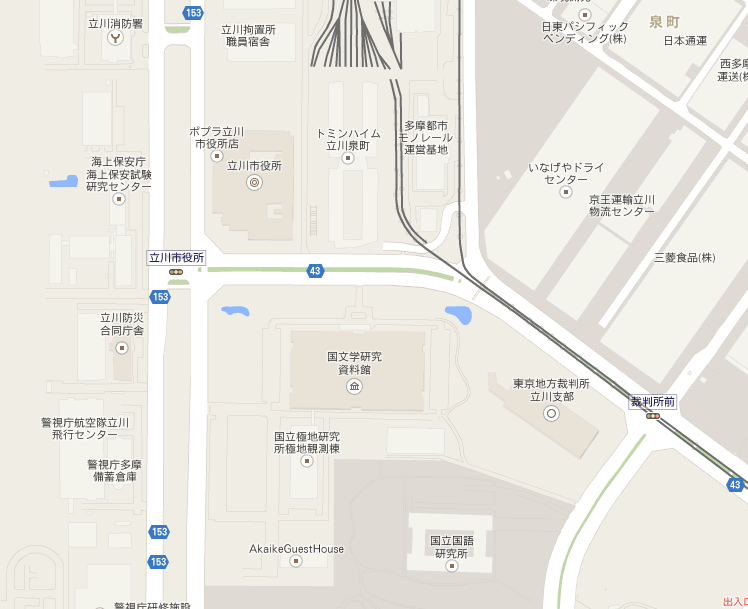 153
立川消防署
立川拘置所
職員宿舎
日東パシフィック
ベンディング(株)
泉町
日本通運
西多摩
運送(株
ポプラ立川
市役所店
立川市役所
トミンハイム
立川泉町
多摩都市
モノレール
運営基地
海上保安庁
海上保安試験
研究センター
いなげやドライ
センター
京王運輸立川
物流センター
三菱食品(株)
立川市役所
43
153
立川防災
合同庁舎
国文学研究
資料館
東京地方裁判所
立川支部
裁判所前
警視庁航空隊立川
飛行センター
国立極地研究
所極地観測棟
警視庁多摩
備蓄倉庫
43
153
国立国語
研究所
AkaikeGuestHouse
153
警視庁研修施設
出入口